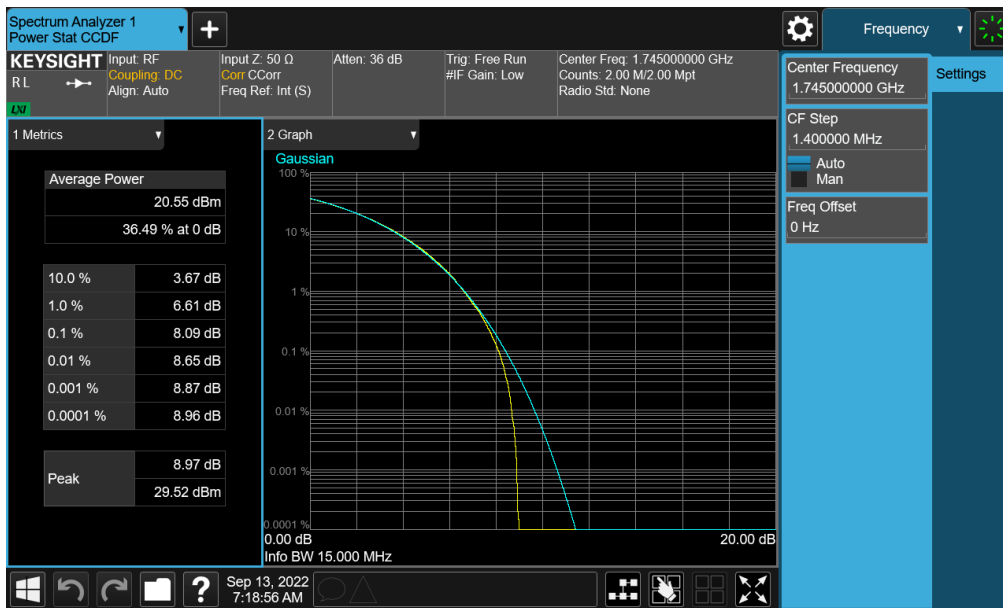 Spectrum Analyzer 1
Power Stat CCDF
Frequency
KEYSIGHT
R L
LXI
Input: RF
Coupling: DC
Align: Auto
Input Z: 50 Ω
Corr CCorr
Freq Ref: Int (S)
Atten: 36 dB
Trig: Free Run
#IF Gain: Low
Center Freq: 1.745000000 GHz
Counts: 2.00 M/2.00 Mpt
Radio Std: None
Center Frequency
1.745000000 GHz
Settings
CF Step
1.400000 MHz
Auto
Man
Freq Offset
0 Hz
1 Metrics
Average Power
20.55 dBm
36.49 % at 0 dB
10.0 % 3.67 dB
1.0 % 6.61 dB
0.1 % 8.09 dB
0.01 % 8.65 dB
0.001 % 8.87 dB
0.0001 % 8.96 dB
Peak
8.97 dB
29.52 dBm
2 Graph
Gaussian
100 %
10 %
1 %
0.1 %
0.01 %
0.001 %
0.0001 %
0.00 dB 20.00 dB
Info BW 15.000 MHz
?
Sep 13, 2022
7:18:56 AM